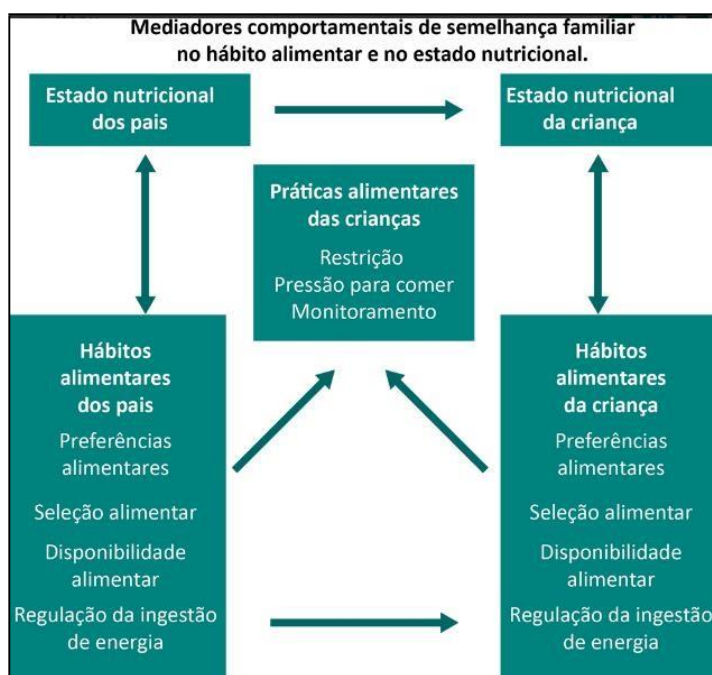 Mediadores comportamentais de semelhança familiar
no hábito alimentar e no estado nutricional.
Estado nutricional
dos pais
Estado nutricional
da criança
Práticas alimentares
das crianças
Restrição
Pressão para comer
Monitoramento
Hábitos
alimentares
dos pais
Preferências
alimentares
Seleção alimentar
Disponibilidade
alimentar
Regulação da ingestão
de energia
Hábitos
alimentares
da criança
Preferências
alimentares
Seleção alimentar
Disponibilidade
alimentar
Regulação da ingestão
de energia